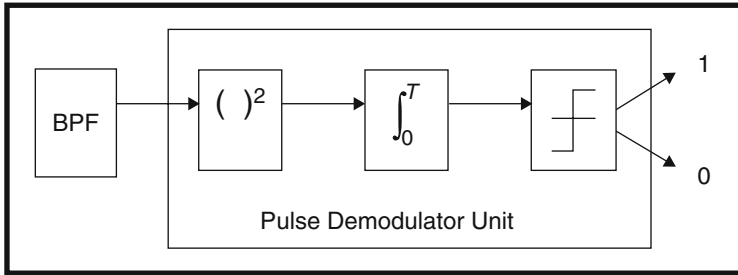 BPF
( )²
∫₀ᵀ
1
0
Pulse Demodulator Unit